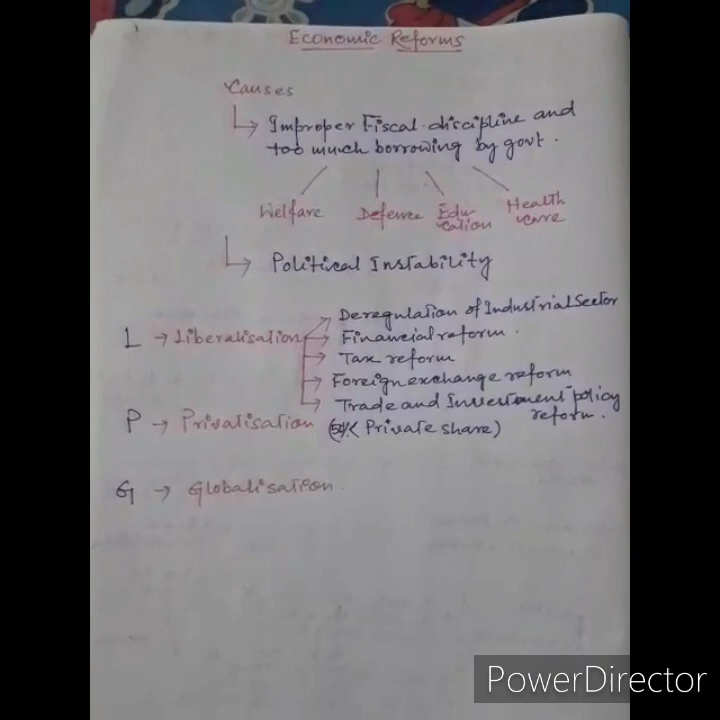 Economic Reforms
Causes
Improper Fiscal discipline and
too much borrowing by govt.
Welfare Defence Edu- Health
cation care
Political Instability
Deregulation of Industrial Sector
L → Liberalisation → Financial reform.
→ Tax reform
→ Foreign exchange reform
→ Trade and Investment policy
reform.
P → Privatisation (< Private share)
G → Globalisation.
PowerDirector